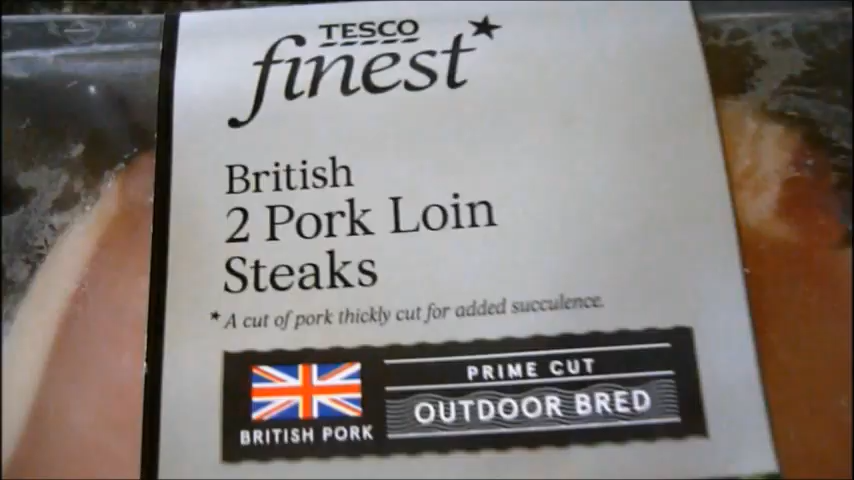 TESCO
finest*
British
2 Pork Loin
Steaks
* A cut of pork thickly cut for added succulence.
BRITISH PORK
PRIME CUT
OUTDOOR BRED